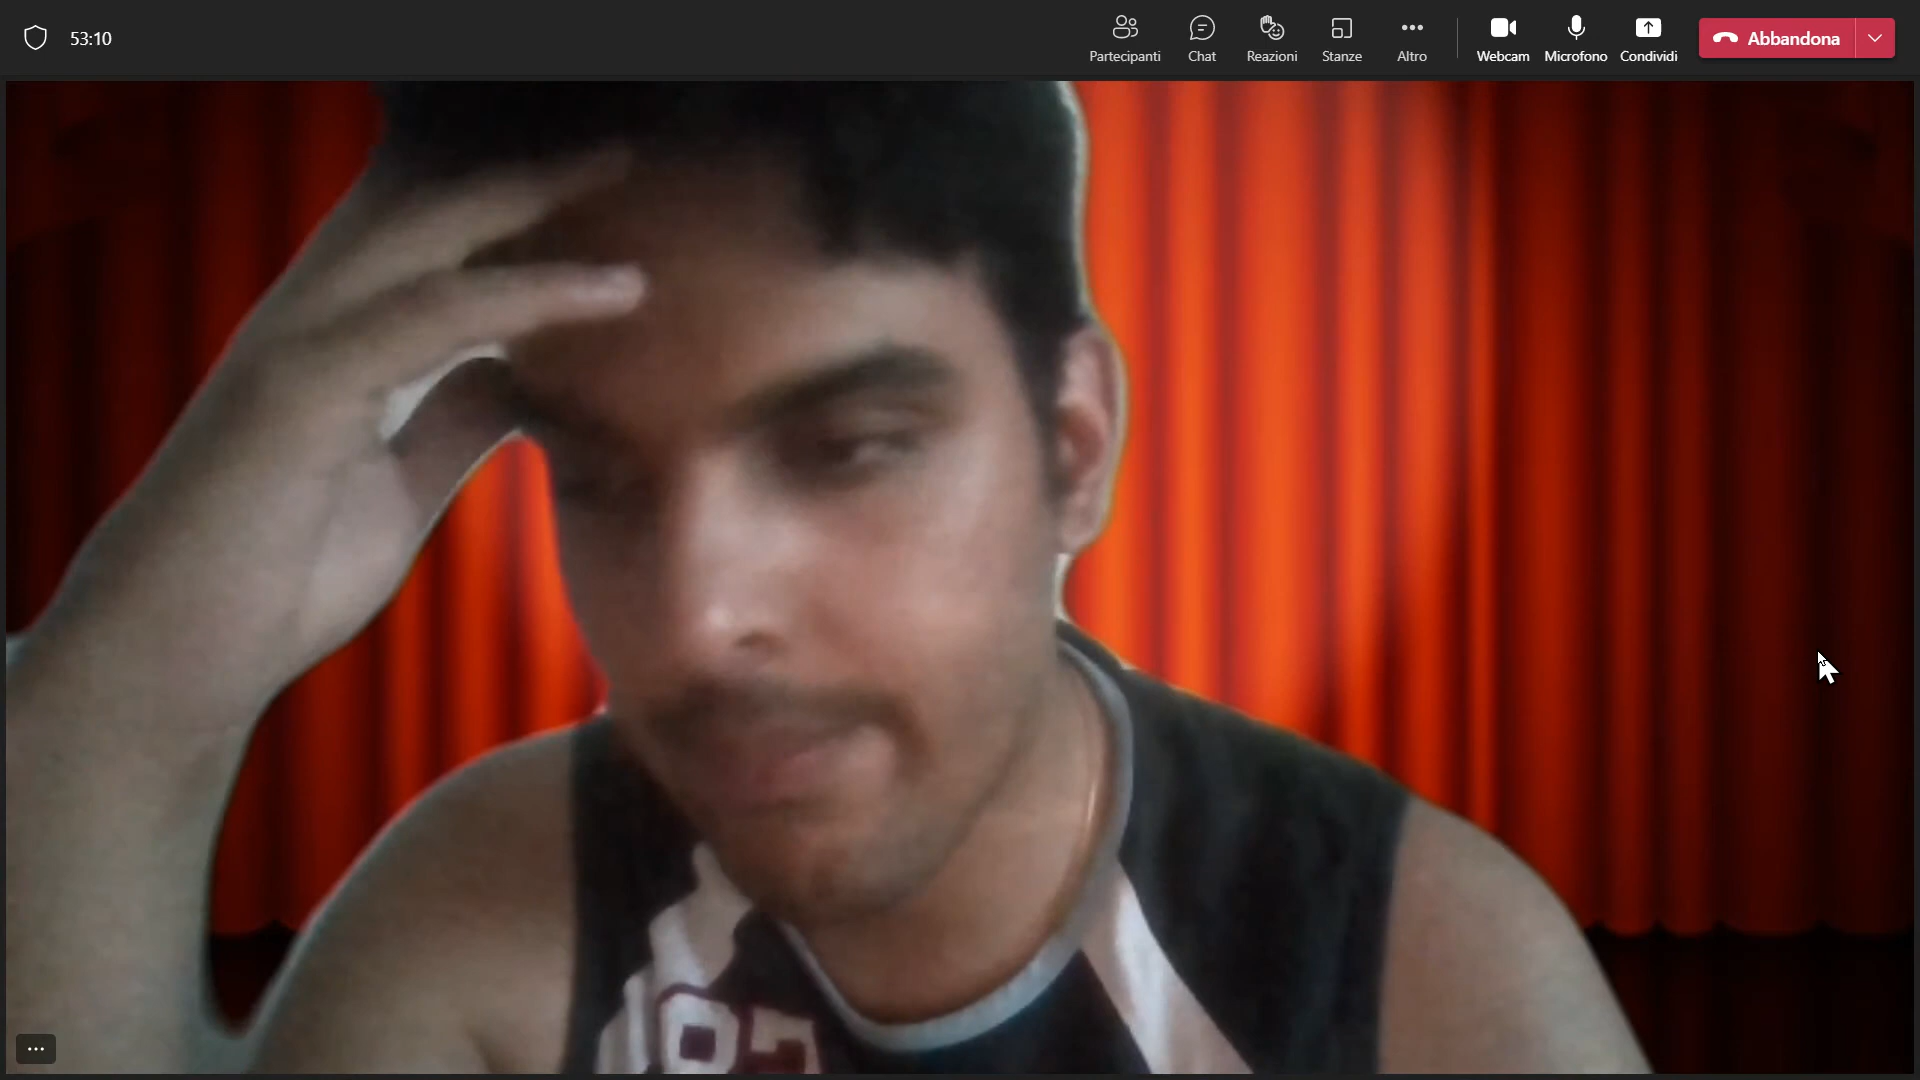 53:10
Partecipanti
Chat
Reazioni
Stanze
Altro
Webcam
Microfono
Condividi
Abbandona